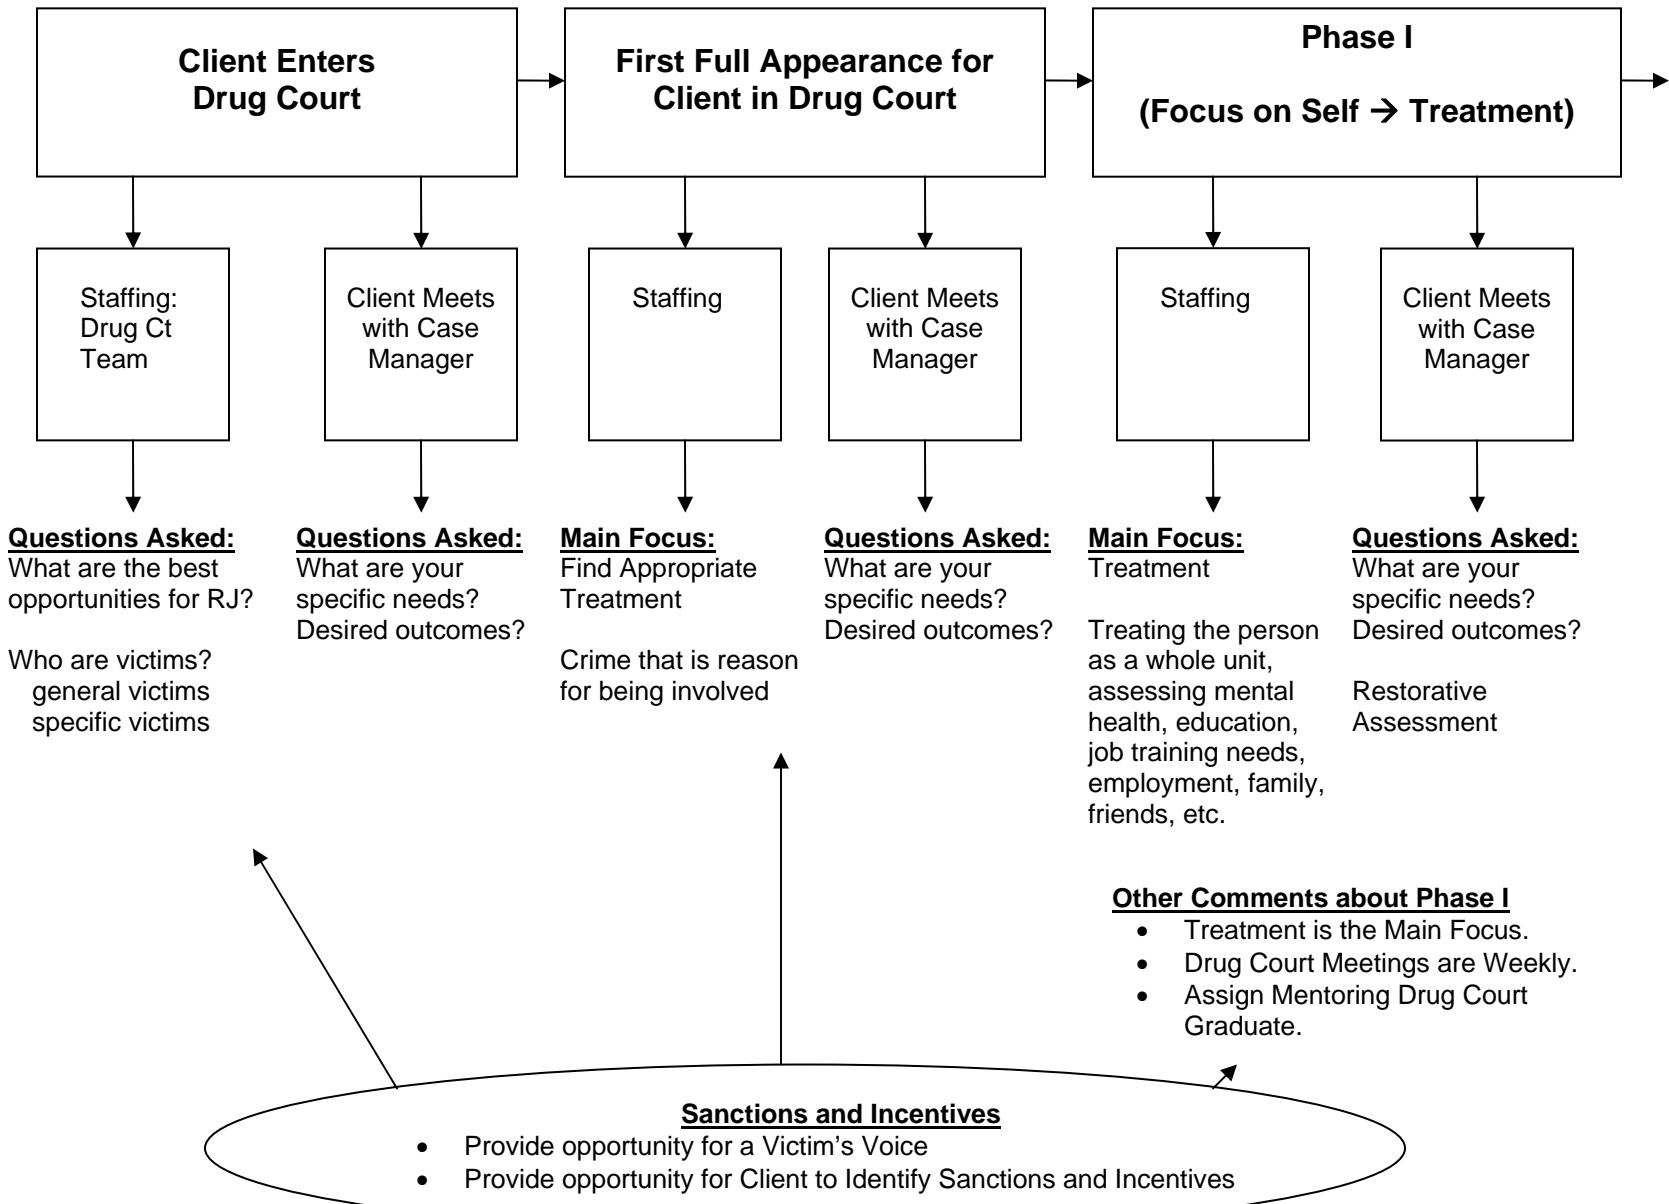 Client Enters
Drug Court
First Full Appearance for
Client in Drug Court
Phase I
(Focus on Self → Treatment)
Staffing:
Drug Ct
Team
Client Meets
with Case
Manager
Staffing
Client Meets
with Case
Manager
Staffing
Client Meets
with Case
Manager
Questions Asked:
What are the best
opportunities for RJ?
Who are victims?
general victims
specific victims
Questions Asked:
What are your
specific needs?
Desired outcomes?
Main Focus:
Find Appropriate
Treatment
Crime that is reason
for being involved
Questions Asked:
What are your
specific needs?
Desired outcomes?
Main Focus:
Treatment
Treating the person
as a whole unit,
assessing mental
health, education,
job training needs,
employment, family,
friends, etc.
Questions Asked:
What are your
specific needs?
Desired outcomes?
Restorative
Assessment
Other Comments about Phase I
• Treatment is the Main Focus.
• Drug Court Meetings are Weekly.
• Assign Mentoring Drug Court
Graduate.
Sanctions and Incentives
• Provide opportunity for a Victim’s Voice
• Provide opportunity for Client to Identify Sanctions and Incentives